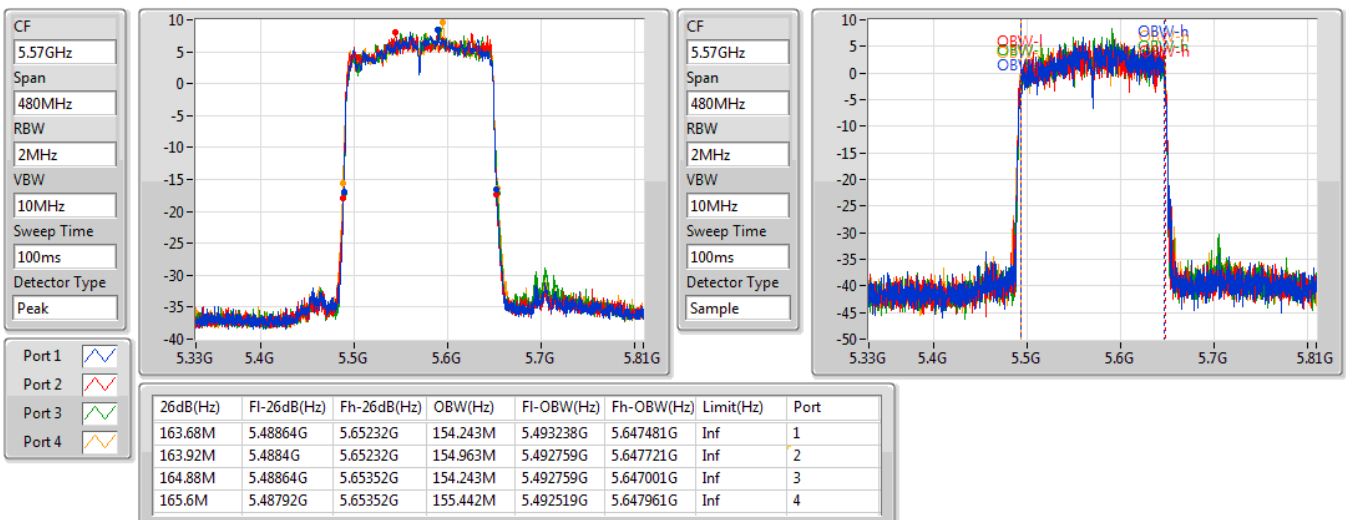 CF
5.57GHz
Span
480MHz
RBW
2MHz
VBW
10MHz
Sweep Time
100ms
Detector Type
Peak
10
5
0
-5
-10
-15
-20
-25
-30
-35
-40
5.33G 5.4G 5.5G 5.6G 5.7G 5.81G
CF
5.57GHz
Span
480MHz
RBW
2MHz
VBW
10MHz
Sweep Time
100ms
Detector Type
Sample
10
5
0
-5
-10
-15
-20
-25
-30
-35
-40
-45
-50
OBW-l OBW-h
5.33G 5.4G 5.5G 5.6G 5.7G 5.81G
Port 1
Port 2
Port 3
Port 4
26dB(Hz) Fl-26dB(Hz) Fh-26dB(Hz) OBW(Hz) Fl-OBW(Hz) Fh-OBW(Hz) Limit(Hz) Port
163.68M 5.48864G 5.65232G 154.243M 5.493238G 5.647481G Inf 1
163.92M 5.4884G 5.65232G 154.963M 5.492759G 5.647721G Inf 2
164.88M 5.48864G 5.65352G 154.243M 5.492759G 5.647001G Inf 3
165.6M 5.48792G 5.65352G 155.442M 5.492519G 5.647961G Inf 4